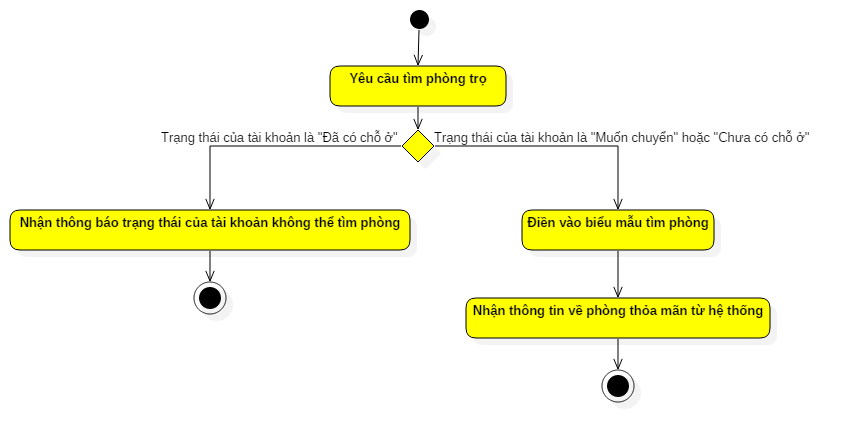 Yêu cầu tìm phòng trọ
Trạng thái của tài khoản là "Đã có chỗ ở"
Trạng thái của tài khoản là "Muốn chuyển" hoặc "Chưa có chỗ ở"
Nhận thông báo trạng thái của tài khoản không thể tìm phòng
Điền vào biểu mẫu tìm phòng
Nhận thông tin về phòng thỏa mãn từ hệ thống